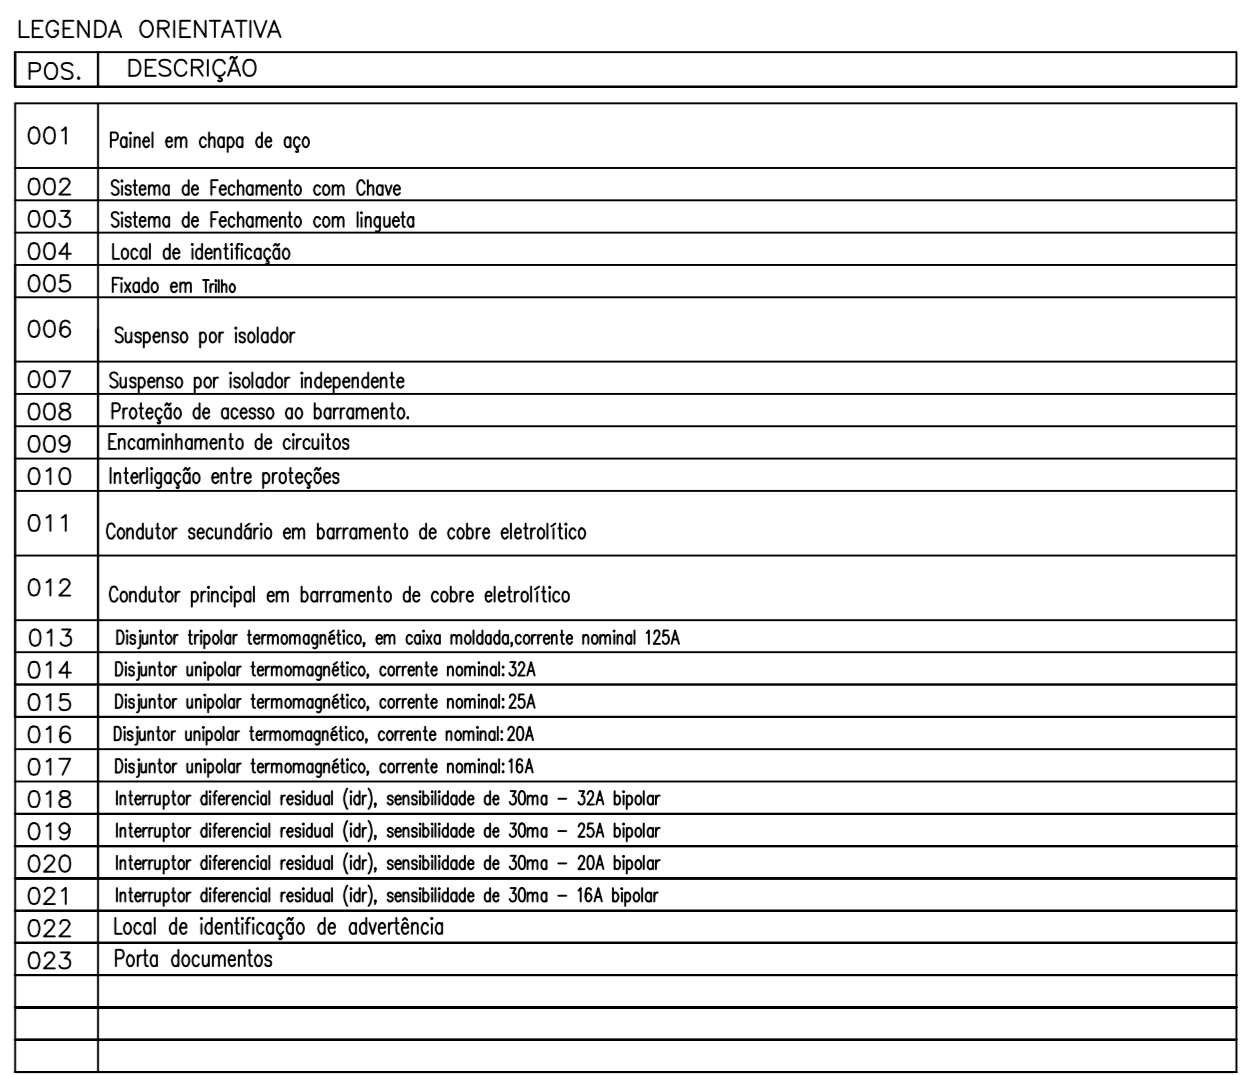 LEGENDA ORIENTATIVA
POS. DESCRIÇÃO
001 Painel em chapa de aço
002 Sistema de Fechamento com Chave
003 Sistema de Fechamento com lingueta
004 Local de identificação
005 Fixado em Trilho
006 Suspenso por isolador
007 Suspenso por isolador independente
008 Proteção de acesso ao barramento.
009 Encaminhamento de circuitos
010 Interligação entre proteções
011 Condutor secundário em barramento de cobre eletrolítico
012 Condutor principal em barramento de cobre eletrolítico
013 Disjuntor tripolar termomagnético, em caixa moldada,corrente nominal 125A
014 Disjuntor unipolar termomagnético, corrente nominal:32A
015 Disjuntor unipolar termomagnético, corrente nominal:25A
016 Disjuntor unipolar termomagnético, corrente nominal:20A
017 Disjuntor unipolar termomagnético, corrente nominal:16A
018 Interruptor diferencial residual (idr), sensibilidade de 30ma – 32A bipolar
019 Interruptor diferencial residual (idr), sensibilidade de 30ma – 25A bipolar
020 Interruptor diferencial residual (idr), sensibilidade de 30ma – 20A bipolar
021 Interruptor diferencial residual (idr), sensibilidade de 30ma – 16A bipolar
022 Local de identificação de advertência
023 Porta documentos